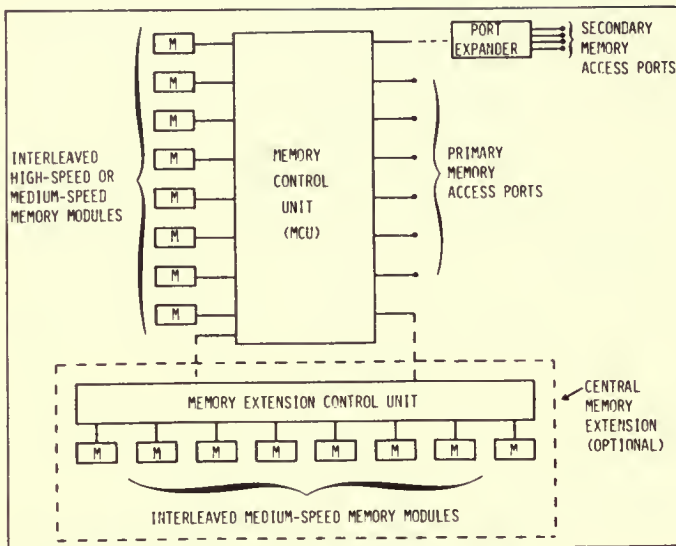 M
M
M
M
M
M
M
M
INTERLEAVED
HIGH-SPEED OR
MEDIUM-SPEED
MEMORY MODULES
MEMORY
CONTROL
UNIT
(MCU)
PORT
EXPANDER
SECONDARY
MEMORY
ACCESS PORTS
PRIMARY
MEMORY
ACCESS PORTS
MEMORY EXTENSION CONTROL UNIT
M M M M M M M M
INTERLEAVED MEDIUM-SPEED MEMORY MODULES
CENTRAL
MEMORY
EXTENSION
(OPTIONAL)